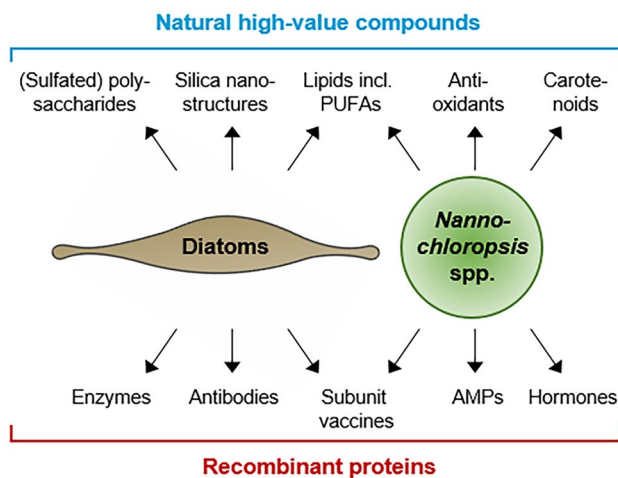 Natural high-value compounds
(Sulfated) poly-
saccharides
Silica nano-
structures
Lipids incl.
PUFAs
Anti-
oxidants
Carote-
noids
Diatoms
Nanno-
chloropsis
spp.
Enzymes
Antibodies
Subunit
vaccines
AMPs
Hormones
Recombinant proteins